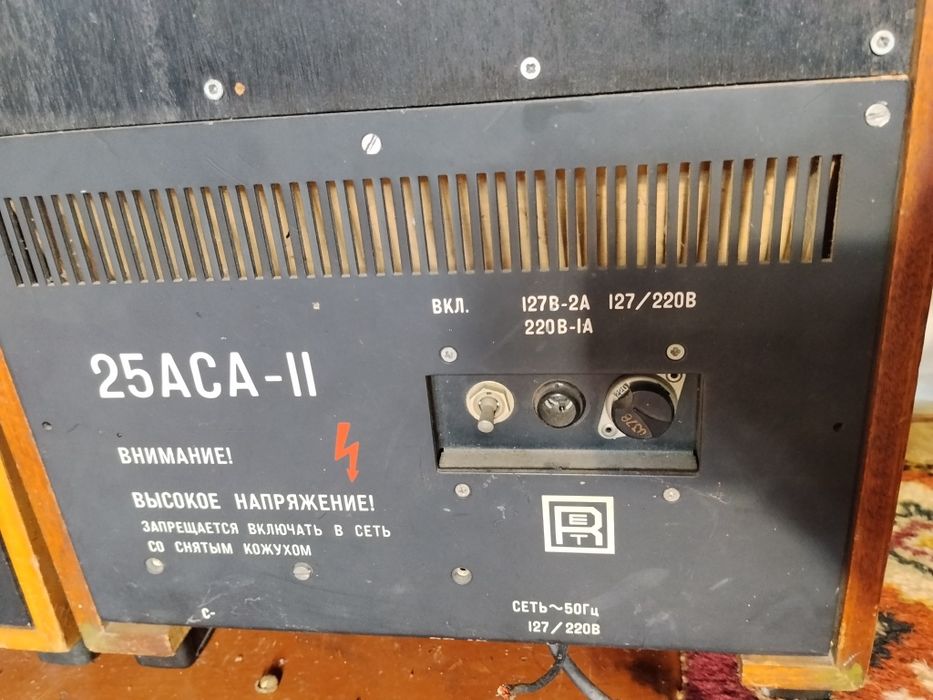 ВКЛ. 127В-2А 127/220В
220В-1А
25АСА-II
ВНИМАНИЕ!
ВЫСОКОЕ НАПРЯЖЕНИЕ!
ЗАПРЕЩАЕТСЯ ВКЛЮЧАТЬ В СЕТЬ
СО СНЯТЫМ КОЖУХОМ
RET
С-
СЕТЬ~50Гц
127/220В